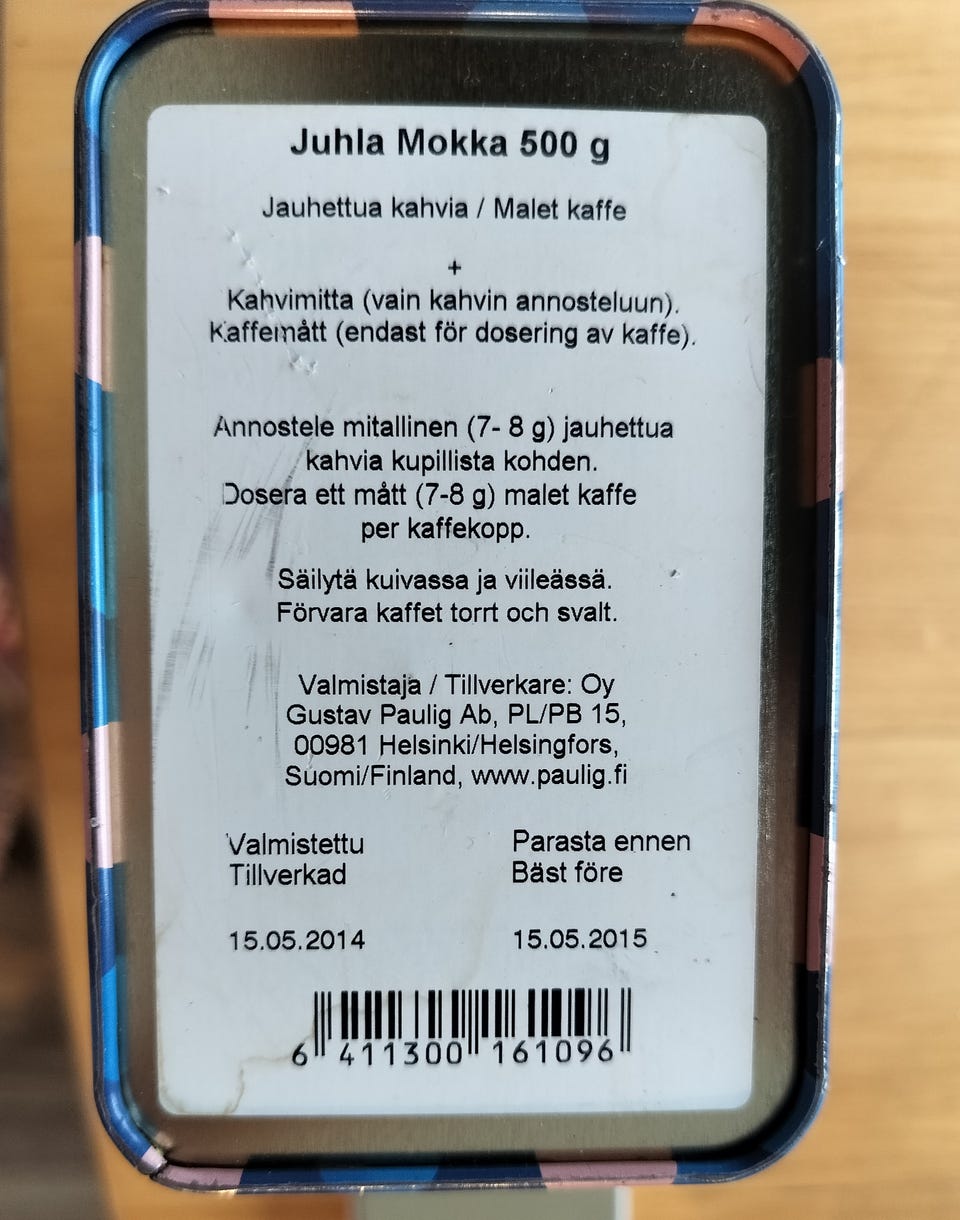 Juhla Mokka 500 g
Jauhettua kahvia / Malet kaffe
+
Kahvimitta (vain kahvin annosteluun).
Kaffemått (endast för dosering av kaffe).
Annostele mitallinen (7- 8 g) jauhettua
kahvia kupillista kohden.
Dosera ett mått (7-8 g) malet kaffe
per kaffekopp.
Säilytä kuivassa ja viileässä.
Förvara kaffet torrt och svalt.
Valmistaja / Tillverkare: Oy
Gustav Paulig Ab, PL/PB 15,
00981 Helsinki/Helsingfors,
Suomi/Finland, www.paulig.fi
Valmistettu Parasta ennen
Tillverkad Bäst före
15.05.2014 15.05.2015
6 411300 161096